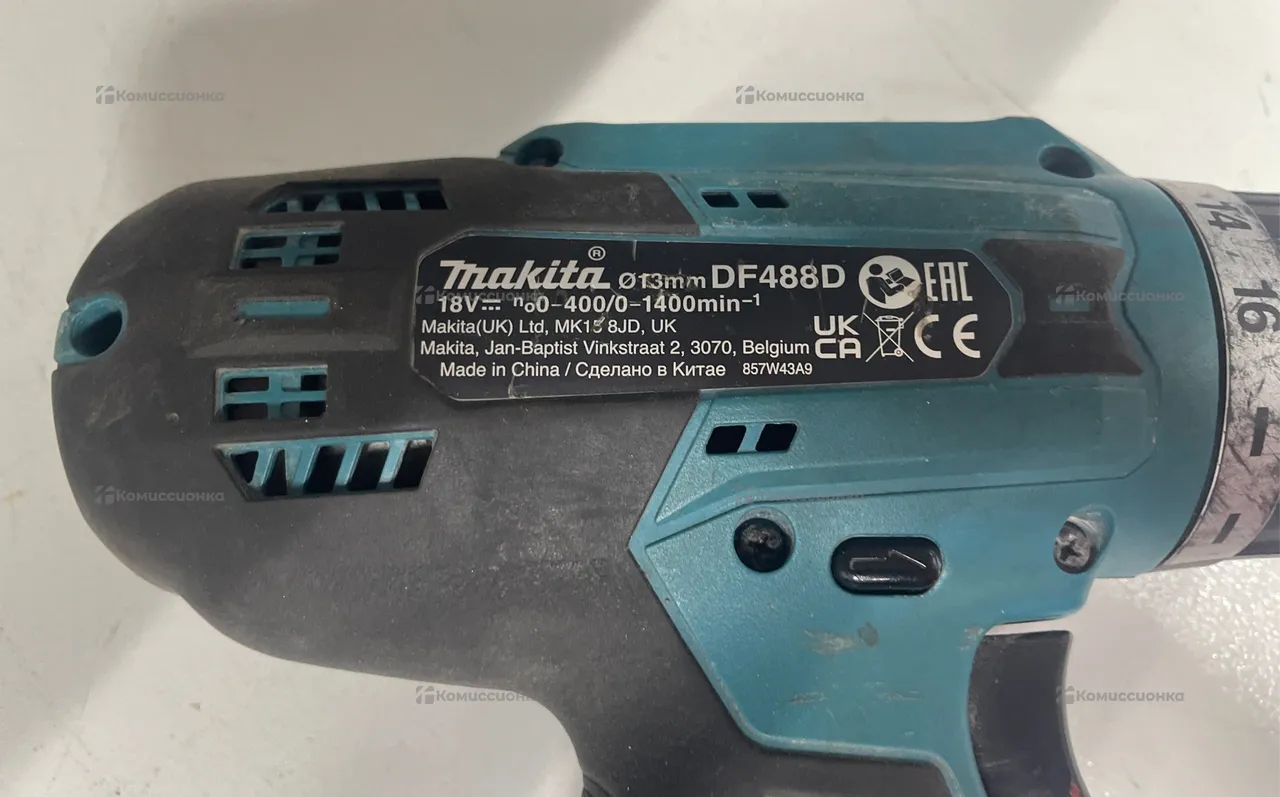 Комиссионка Комиссионка
makita® Ø13mm DF488D EAC
18V⎓ n₀0-400/0-1400min⁻¹
Makita(UK) Ltd, MK15 8JD, UK
UK CA CE
Makita, Jan-Baptist Vinkstraat 2, 3070, Belgium
Made in China / Сделано в Китае 857W43A9
14
16
Комиссионка Комиссионка
Комиссионка Комиссионка
Комиссионка Комиссионка